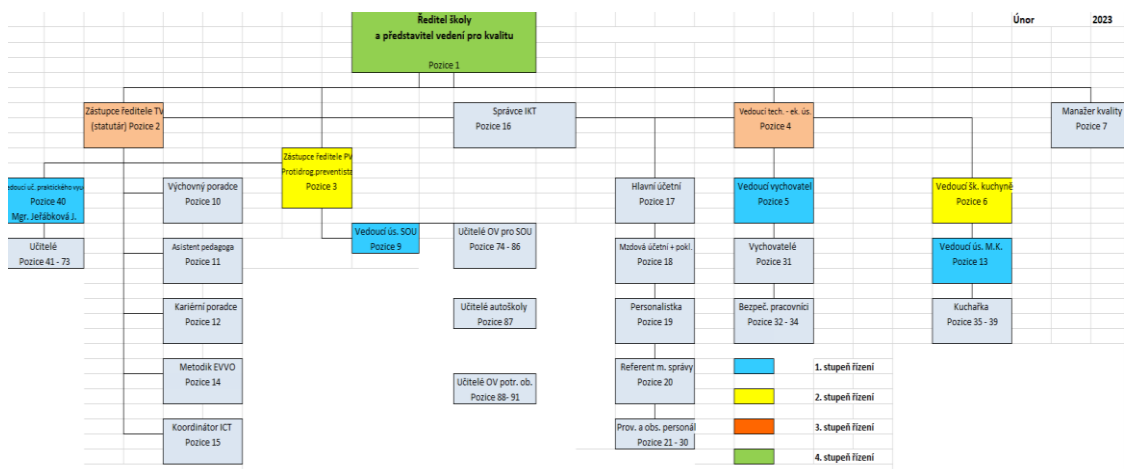 Ředitel školy
a představitel vedení pro kvalitu
Pozice 1
Únor 2023
Zástupce ředitele TV
(statutár) Pozice 2
Správce IKT
Pozice 16
Vedoucí tech. - ek. ús.
Pozice 4
Manažer kvality
Pozice 7
Zástupce ředitele PV
Protidrog.preventista
Pozice 3
uč. praktického vyu
Pozice 40
Mgr. Jeřábková J.
Výchovný poradce
Pozice 10
Hlavní účetní
Pozice 17
Vedoucí vychovatel
Pozice 5
Vedoucí šk. kuchyně
Pozice 6
Učitelé
Pozice 41 - 73
Asistent pedagoga
Pozice 11
Vedoucí ús. SOU
Pozice 9
Učitelé OV pro SOU
Pozice 74 - 86
Mzdová účetní + pokl.
Pozice 18
Vychovatelé
Pozice 31
Vedoucí ús. M.K.
Pozice 13
Kariérní poradce
Pozice 12
Učitelé autoškoly
Pozice 87
Personalistka
Pozice 19
Bezpeč. pracovníci
Pozice 32 - 34
Kuchařka
Pozice 35 - 39
Metodik EVVO
Pozice 14
Učitelé OV potr. ob.
Pozice 88- 91
Referent m. správy
Pozice 20
Koordinátor ICT
Pozice 15
Prov. a obs. personál
Pozice 21 - 30
1. stupeň řízení
2. stupeň řízení
3. stupeň řízení
4. stupeň řízení